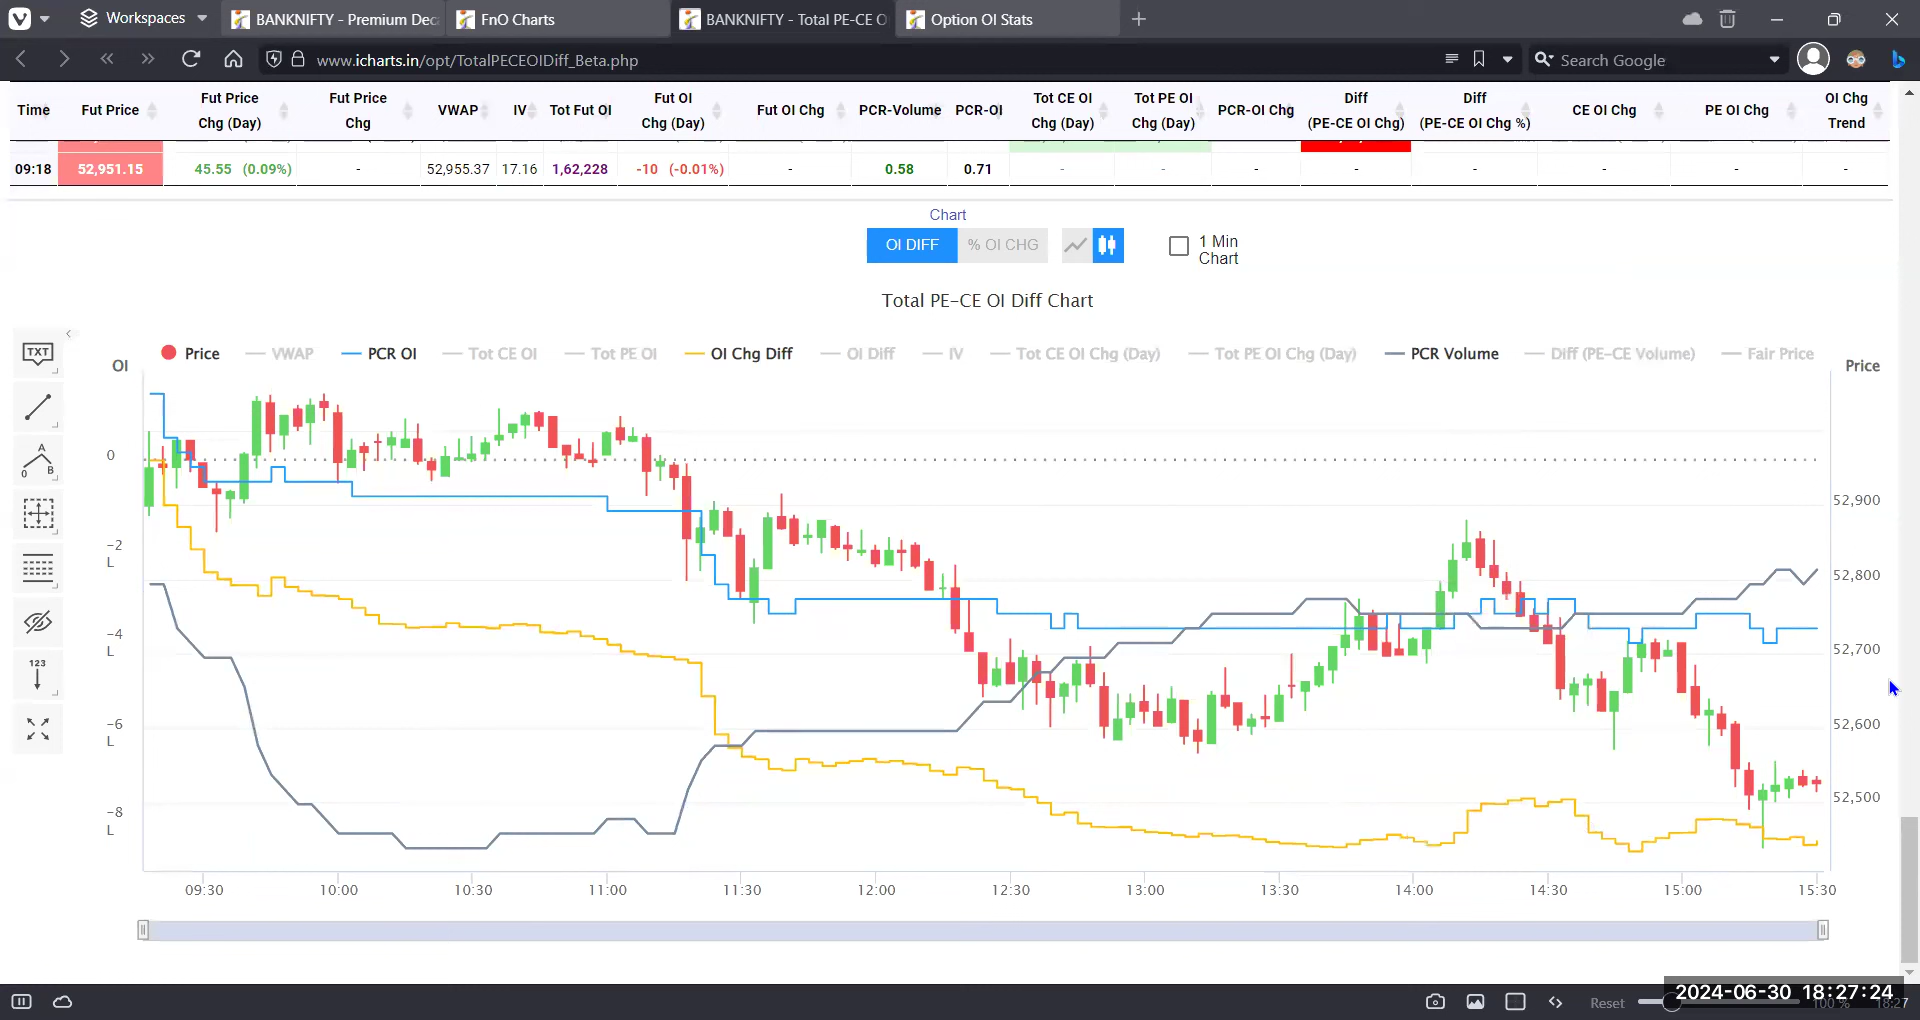 Workspaces
BANKNIFTY - Premium Dec
FnO Charts
BANKNIFTY - Total PE-CE O
Option OI Stats
www.icharts.in/opt/TotalPECEOIDiff_Beta.php
Search Google
Time
Fut Price
Fut Price
Chg (Day)
Fut Price
Chg
VWAP
IV
Tot Fut OI
Fut OI
Chg (Day)
Fut OI Chg
PCR-Volume
PCR-OI
Tot CE OI
Chg (Day)
Tot PE OI
Chg (Day)
PCR-OI Chg
Diff
(PE-CE OI Chg)
Diff
(PE-CE OI Chg %)
CE OI Chg
PE OI Chg
OI Chg
Trend
09:18 52,951.15 45.55 (0.09%) - 52,955.37 17.16 1,62,228 -10 (-0.01%) - 0.58 0.71 - - - - - - - -
Chart
OI DIFF % OI CHG
1 Min
Chart
Total PE-CE OI Diff Chart
TXT
OI
Price VWAP PCR OI Tot CE OI Tot PE OI OI Chg Diff OI Diff IV Tot CE OI Chg (Day) Tot PE OI Chg (Day) PCR Volume Diff (PE-CE Volume) Fair Price
Price
A
0 B
123
0
-2
L
-4
L
-6
L
-8
L
52,900
52,800
52,700
52,600
52,500
09:30 10:00 10:30 11:00 11:30 12:00 12:30 13:00 13:30 14:00 14:30 15:00 15:30
Reset
2024-06-30 18:27:24
100 %
18:27